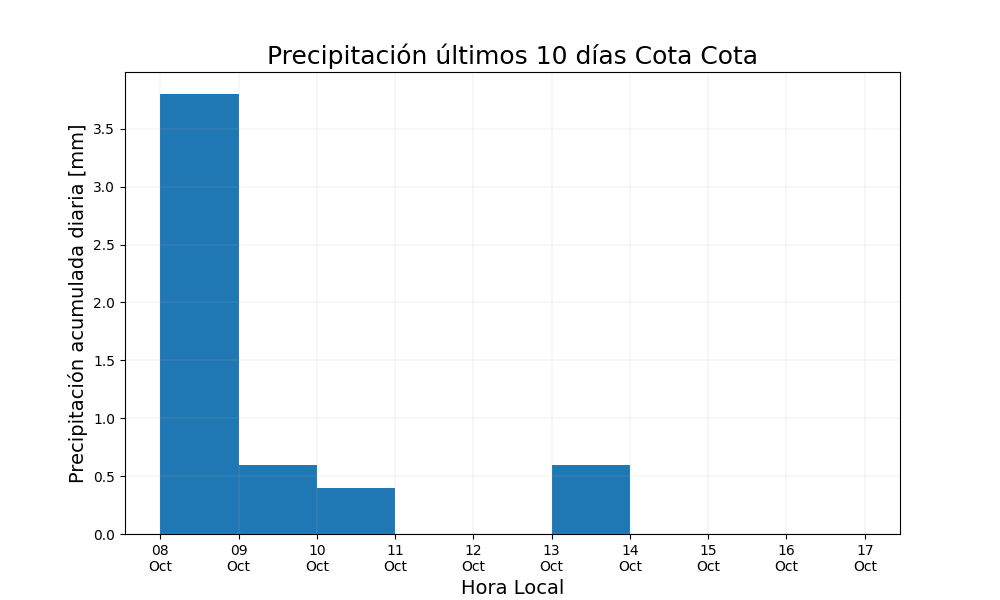 Precipitación últimos 10 días Cota Cota
Precipitación acumulada diaria [mm]
3.5
3.0
2.5
2.0
1.5
1.0
0.5
0.0
08 09 10 11 12 13 14 15 16 17
Oct Oct Oct Oct Oct Oct Oct Oct Oct Oct
Hora Local